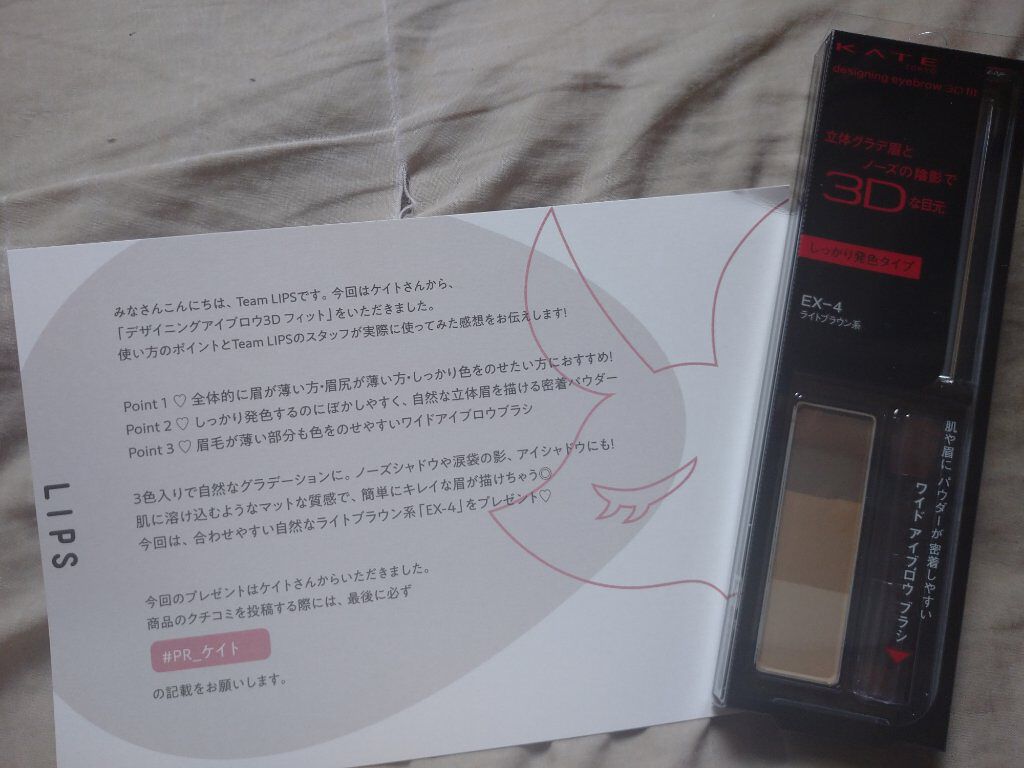 みなさんこんにちは、Team LIPSです。今回はケイトさんから、
「デザイニングアイブロウ3D フィット」をいただきました。
使い方のポイントとTeam LIPSのスタッフが実際に使ってみた感想をお伝えします!
Point 1 ♡ 全体的に眉が薄い方・眉尻が薄い方・しっかり色をのせたい方におすすめ!
Point 2 ♡ しっかり発色するのにぼかしやすく、自然な立体眉を描ける密着パウダー
Point 3 ♡ 眉毛が薄い部分も色をのせやすいワイドアイブロウブラシ
3色入りで自然なグラデーションに。ノーズシャドウや涙袋の影、アイシャドウにも!
肌に溶け込むようなマットな質感で、簡単にキレイな眉が描けちゃう◎
今回は、合わせやすい自然なライトブラウン系「EX-4」をプレゼント♡
今回のプレゼントはケイトさんからいただきました。
商品のクチコミを投稿する際には、最後に必ず
#PR_ケイト
の記載をお願いします。
LIPS
KATE
TOKYO
designing eyebrow 3D fit
立体グラデ眉と
ノーズの陰影で
3Dな目元
しっかり発色タイプ
EX-4
ライトブラウン系
肌や眉にパウダーが密着しやすい
ワイド アイブロウ ブラシ